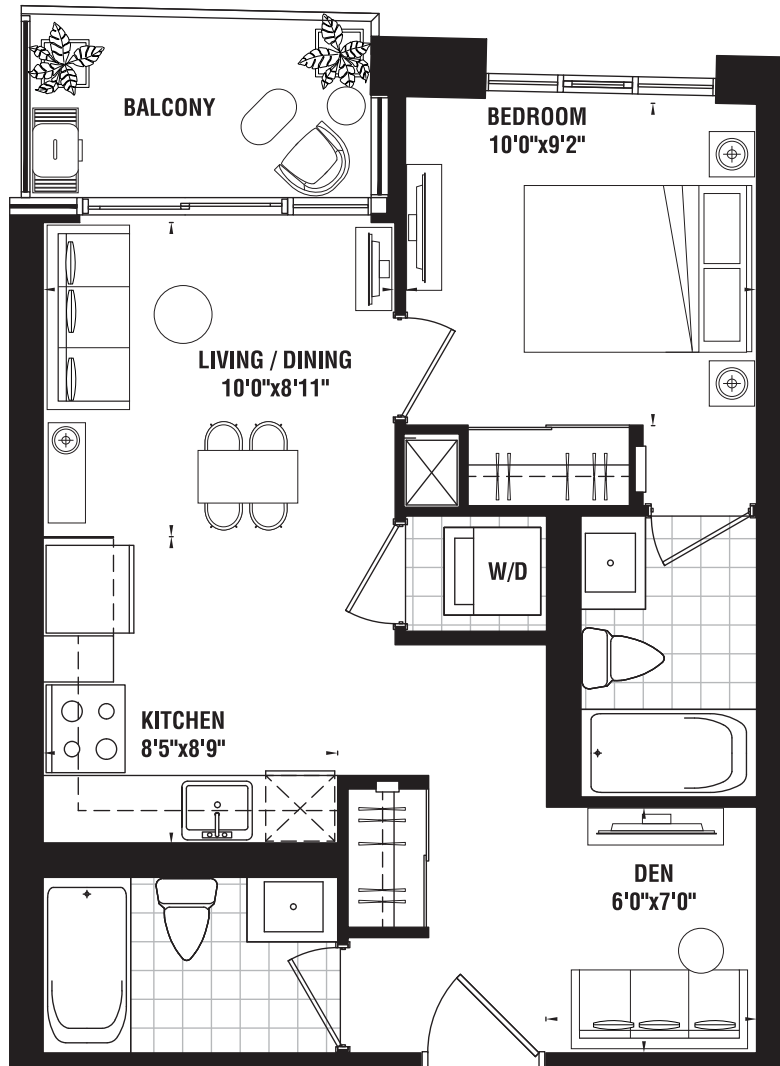 BALCONY
BEDROOM
10'0"x9'2"
LIVING / DINING
10'0"x8'11"
W/D
KITCHEN
8'5"x8'9"
DEN
6'0"x7'0"